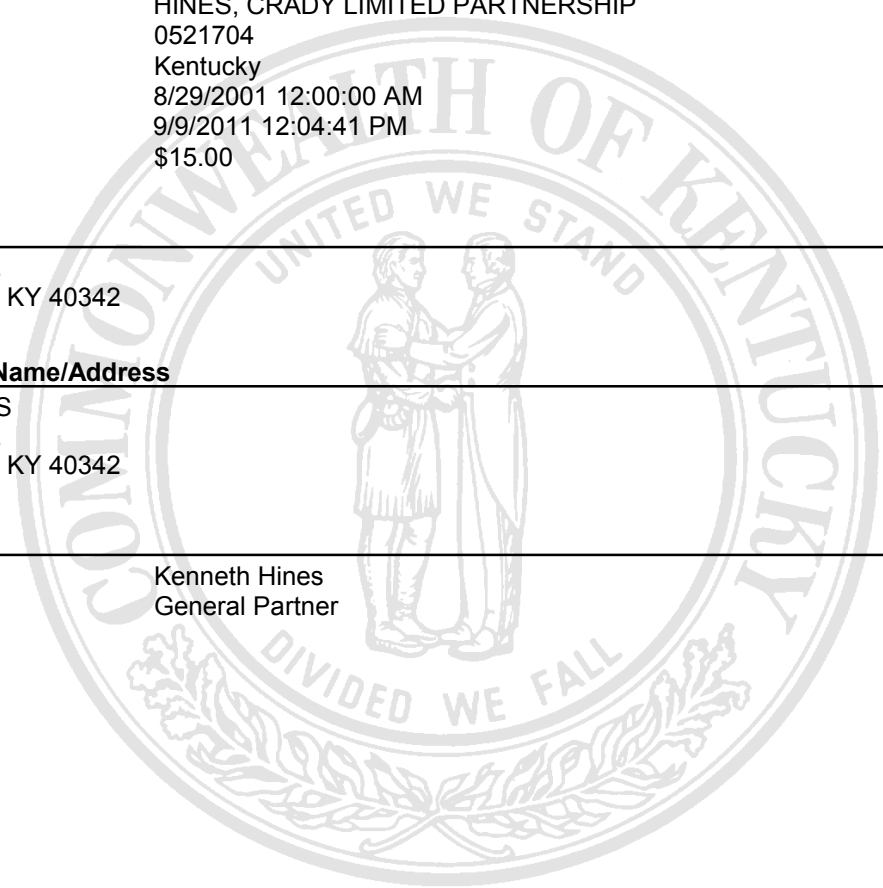 HINES, CRADY LIMITED PARTNERSHIP
0521704
Kentucky
8/29/2001 12:00:00 AM
9/9/2011 12:04:41 PM
$15.00
KY 40342
Name/Address
S
KY 40342
Kenneth Hines
General Partner
COMMONWEALTH OF KENTUCKY
UNITED WE STAND
DIVIDED WE FALL